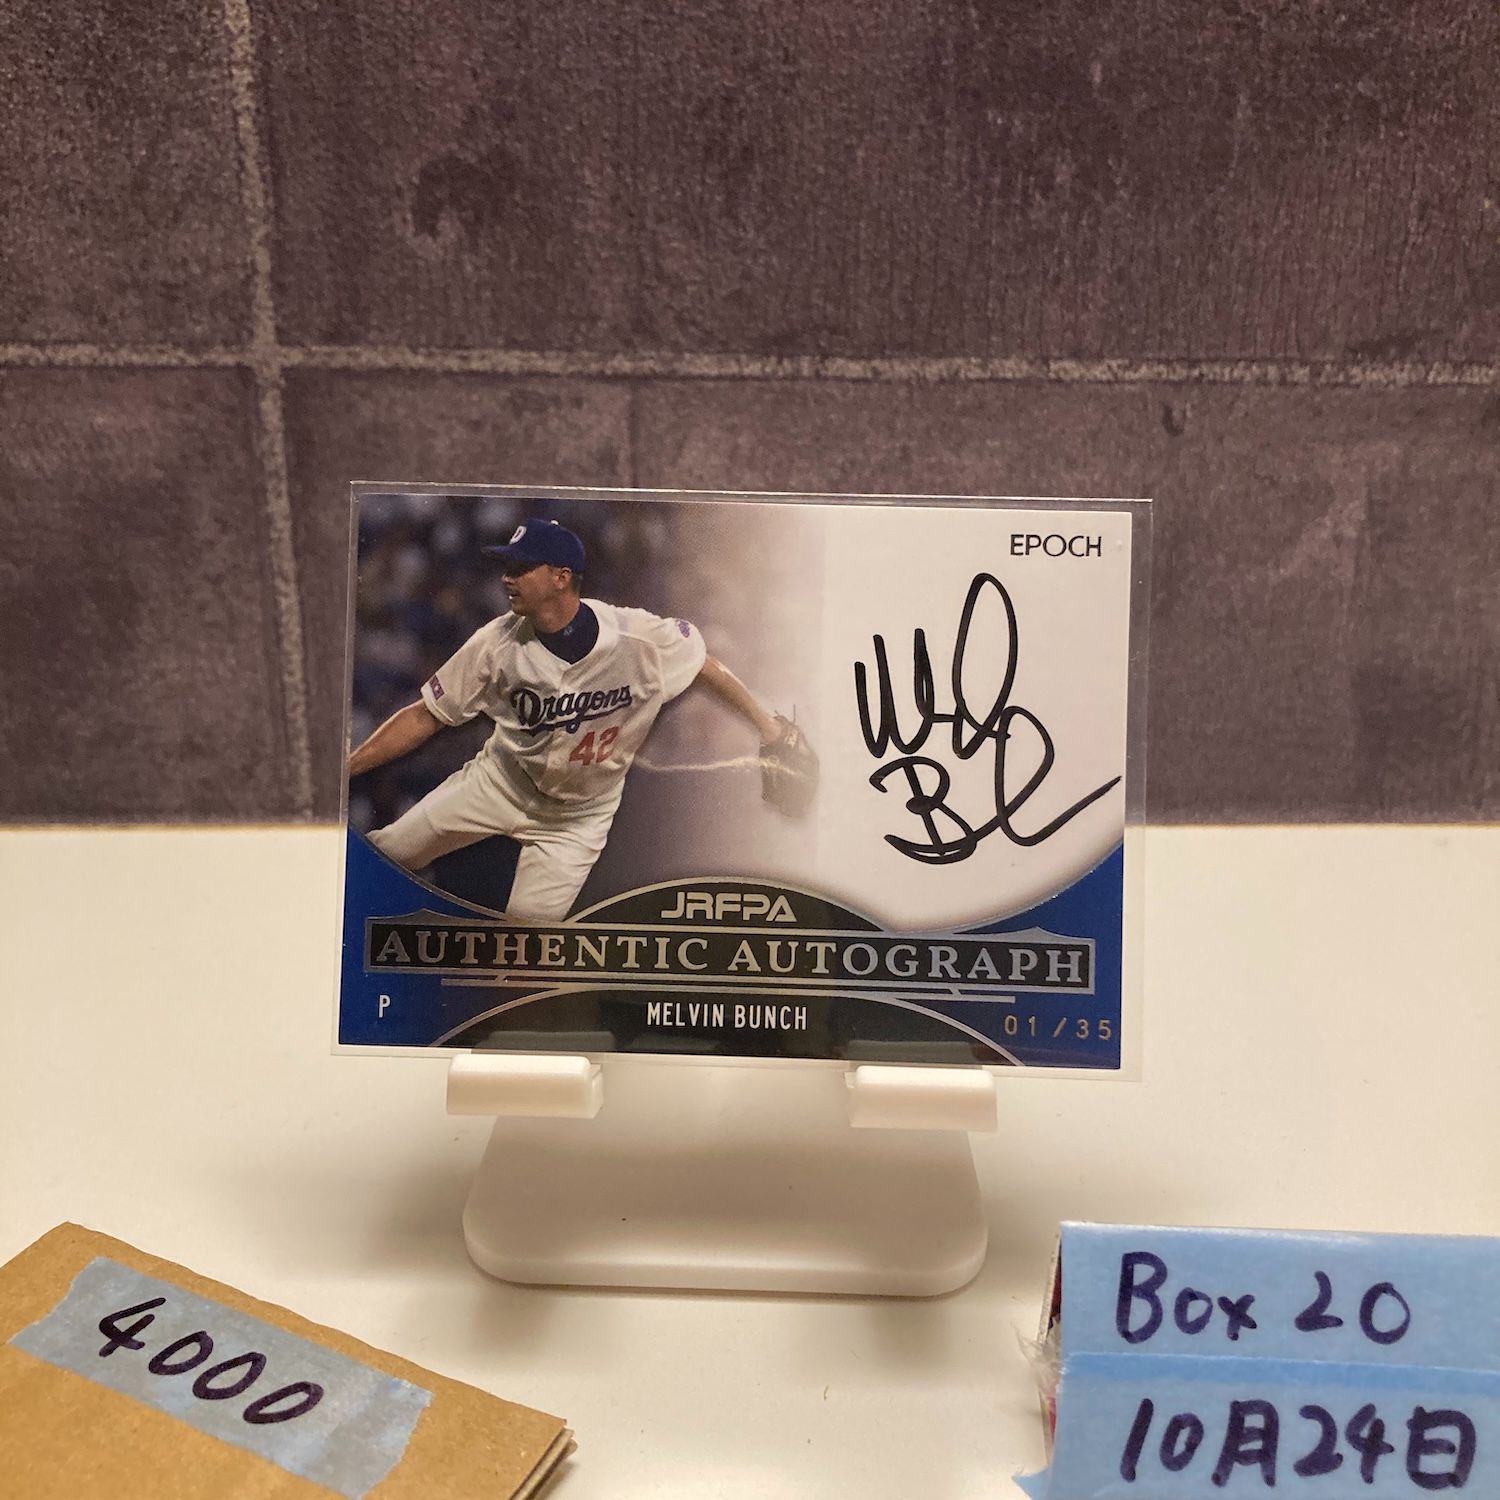 EPOCH
D
Dragons
42
Mel
B
JRFPA
AUTHENTIC AUTOGRAPH
P
MELVIN BUNCH
01/35
4000
Box 20
10月24日